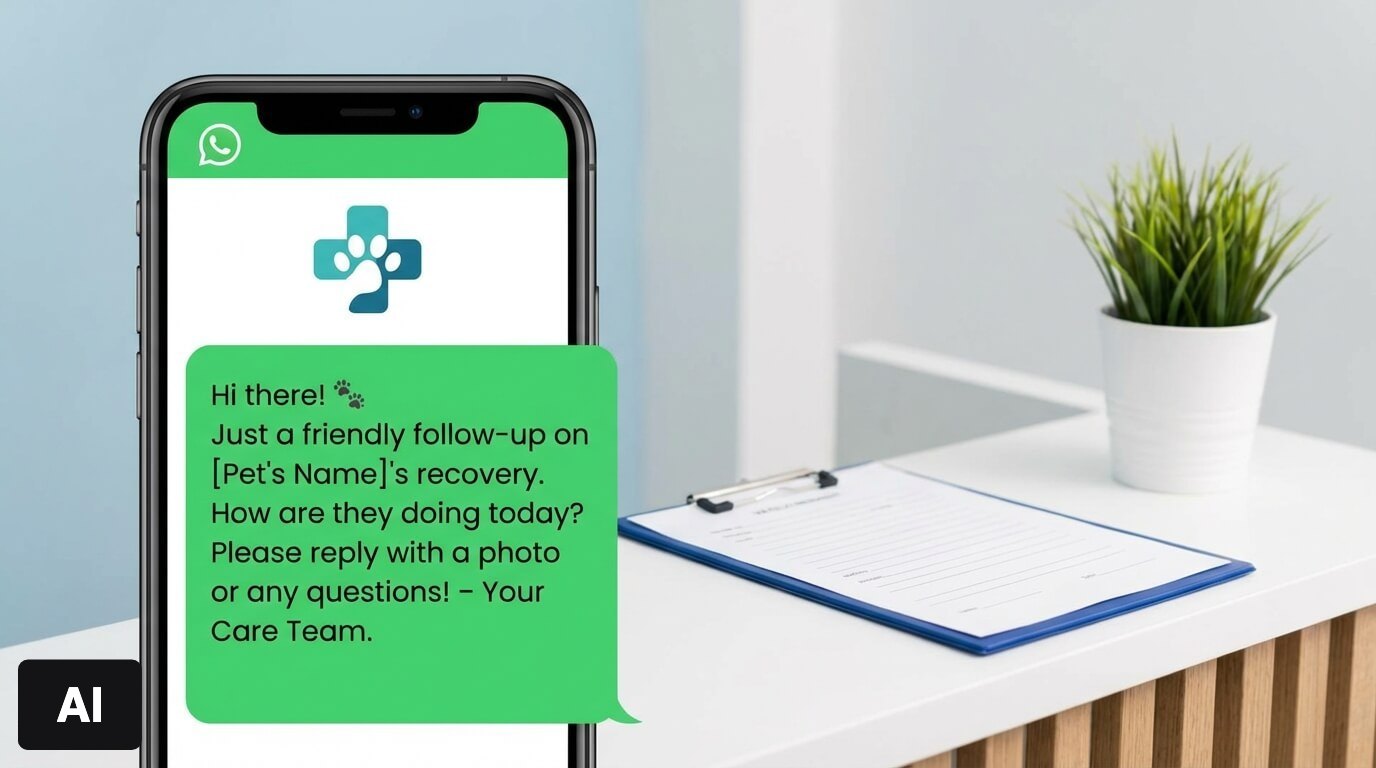 Hi there! 🐾
Just a friendly follow-up on
[Pet's Name]'s recovery.
How are they doing today?
Please reply with a photo
or any questions! - Your
Care Team.
AI